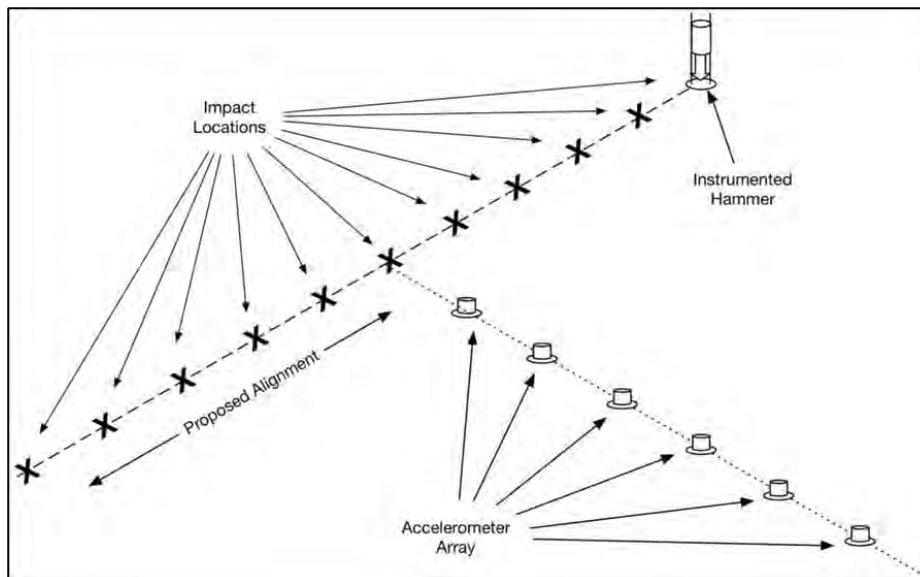 Impact
Locations
Instrumented
Hammer
Proposed Alignment
Accelerometer
Array